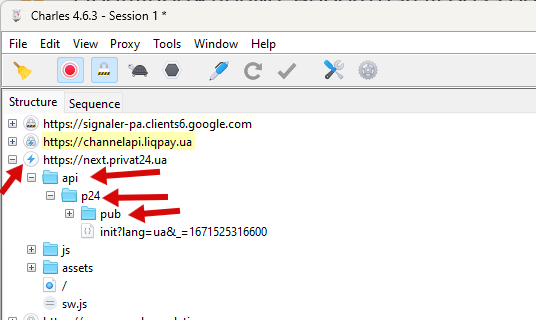 Charles 4.6.3 - Session 1 *
File Edit View Proxy Tools Window Help
Structure Sequence
https://signaler-pa.clients6.google.com
https://channelapi.liqpay.ua
https://next.privat24.ua
api
p24
pub
init?lang=ua&_=1671525316600
js
assets
/
sw.js